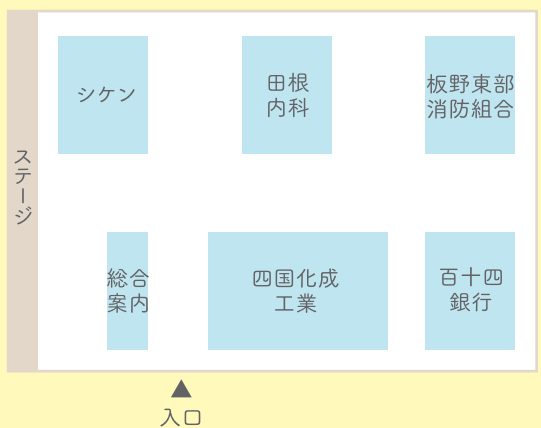 ステージ
シケン
田根
内科
板野東部
消防組合
総合
案内
四国化成
工業
百十四
銀行
▲
入口